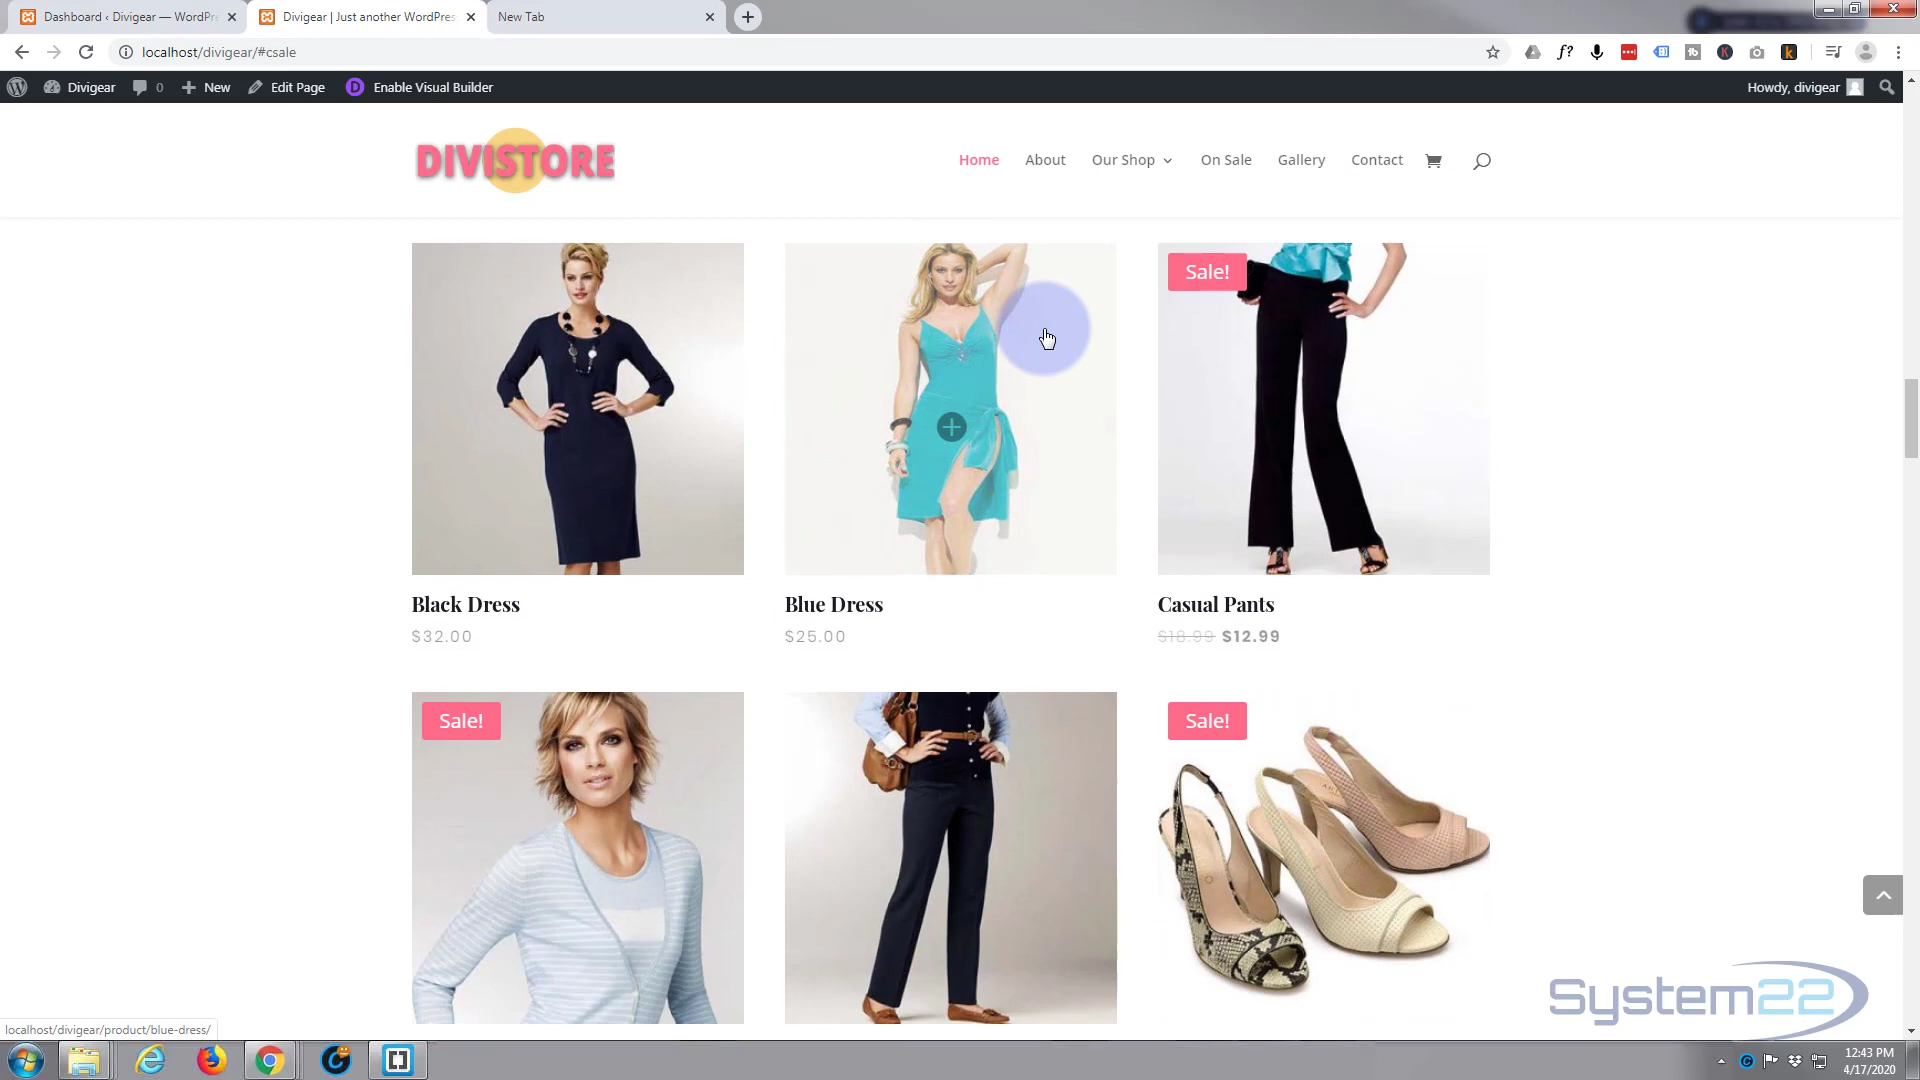 Dashboard ‹ Divigear — WordPre
Divigear | Just another WordPress
New Tab
localhost/divigear/#csale
Divigear
0
New
Edit Page
Enable Visual Builder
Howdy, divigear
DIVISTORE
Home
About
Our Shop
On Sale
Gallery
Contact
Sale!
Black Dress
Blue Dress
Casual Pants
$32.00
$25.00
$18.99 $12.99
Sale!
Sale!
System22
localhost/divigear/product/blue-dress/
12:43 PM
4/17/2020